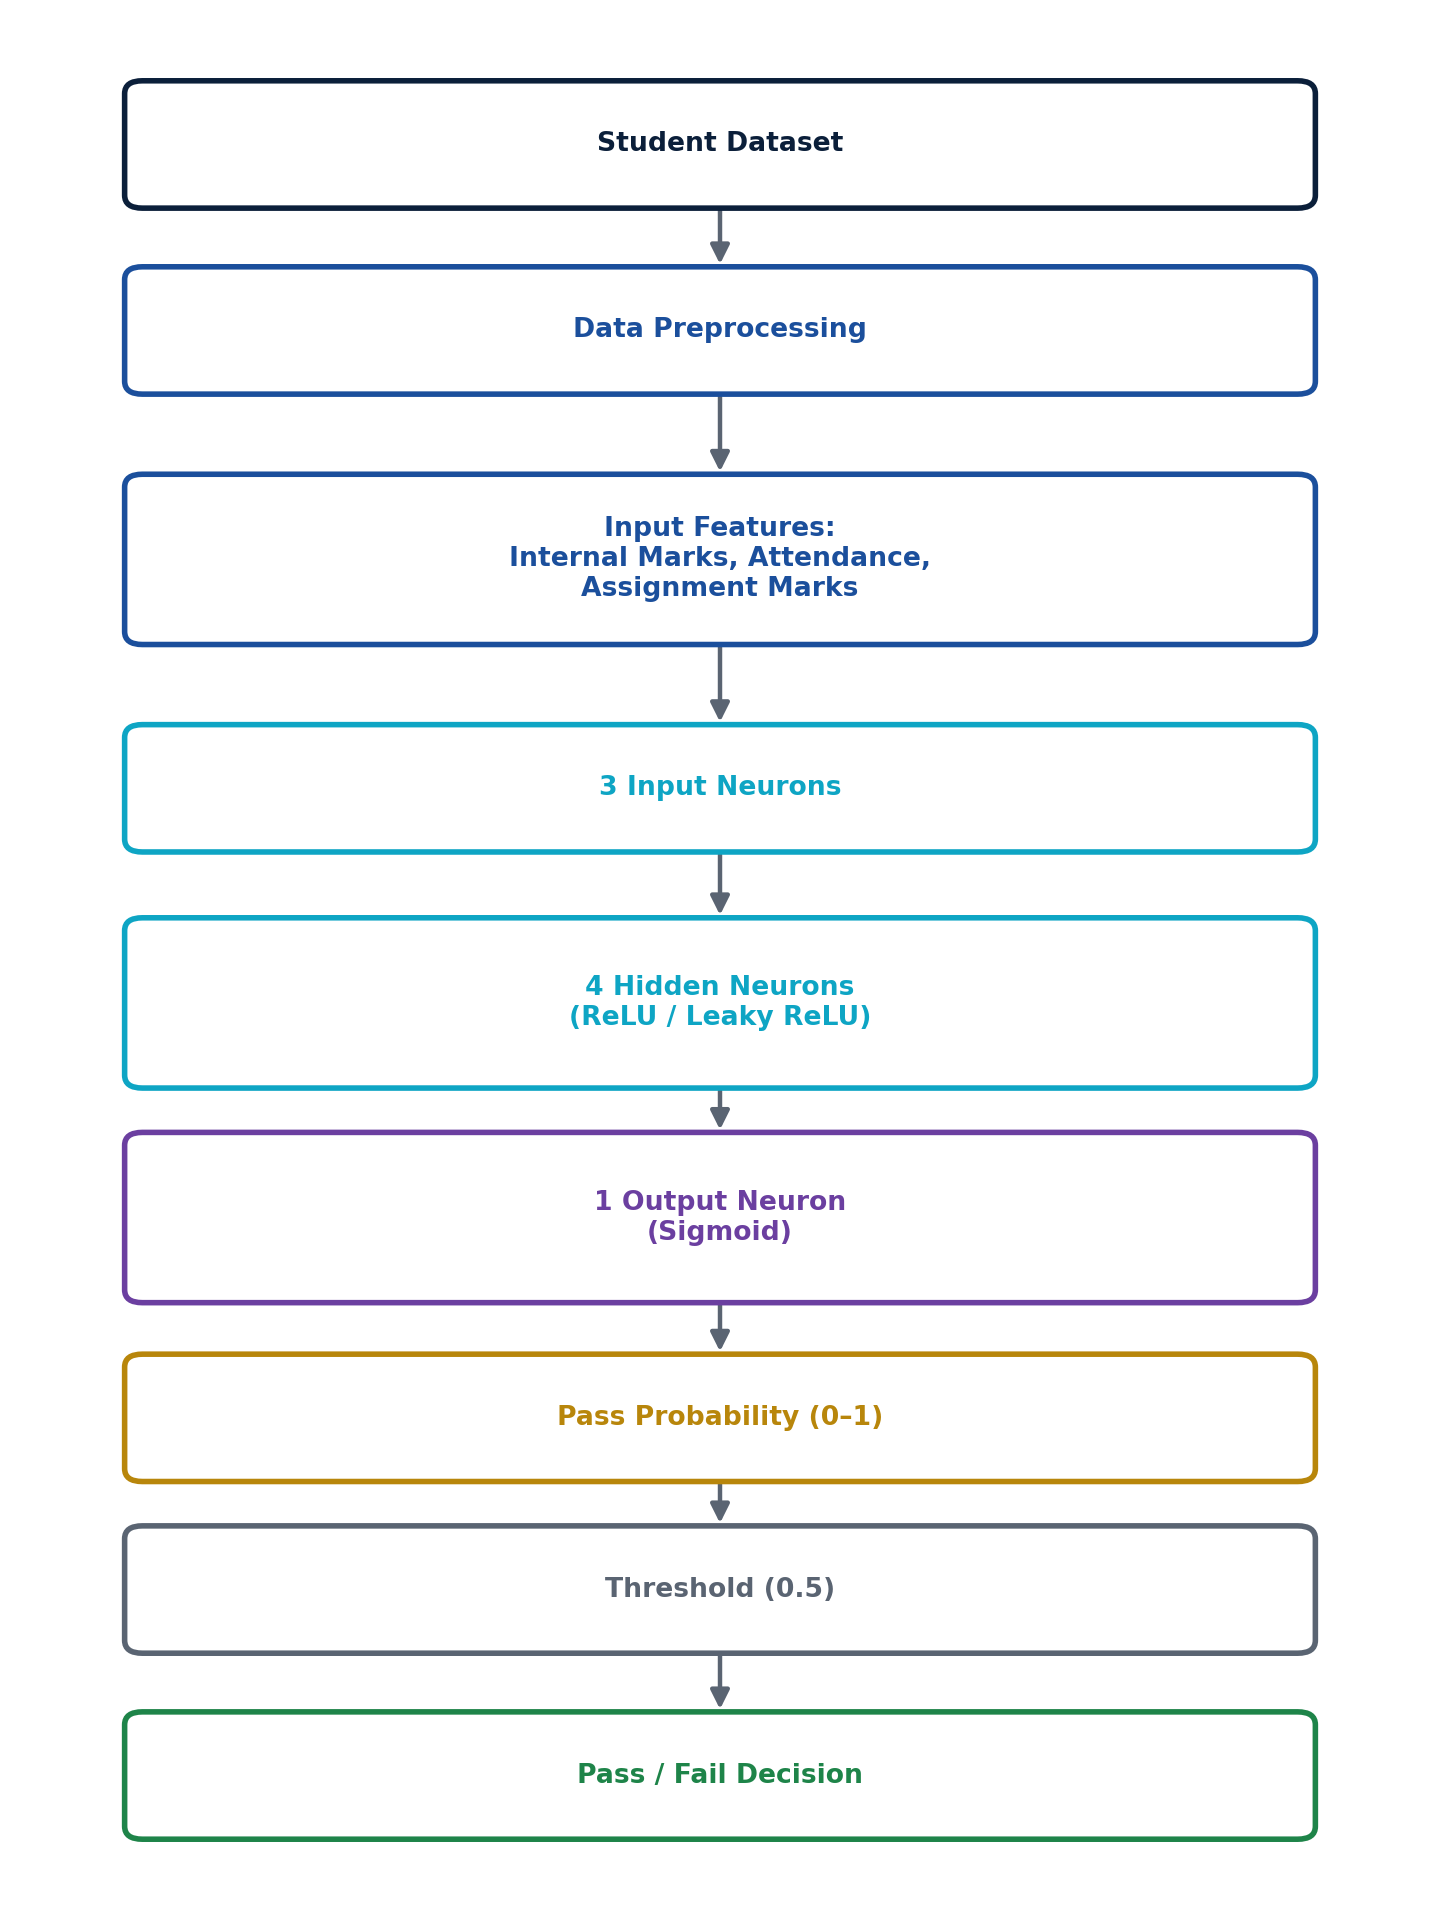 Student Dataset
Data Preprocessing
Input Features:
Internal Marks, Attendance,
Assignment Marks
3 Input Neurons
4 Hidden Neurons
(ReLU / Leaky ReLU)
1 Output Neuron
(Sigmoid)
Pass Probability (0–1)
Threshold (0.5)
Pass / Fail Decision